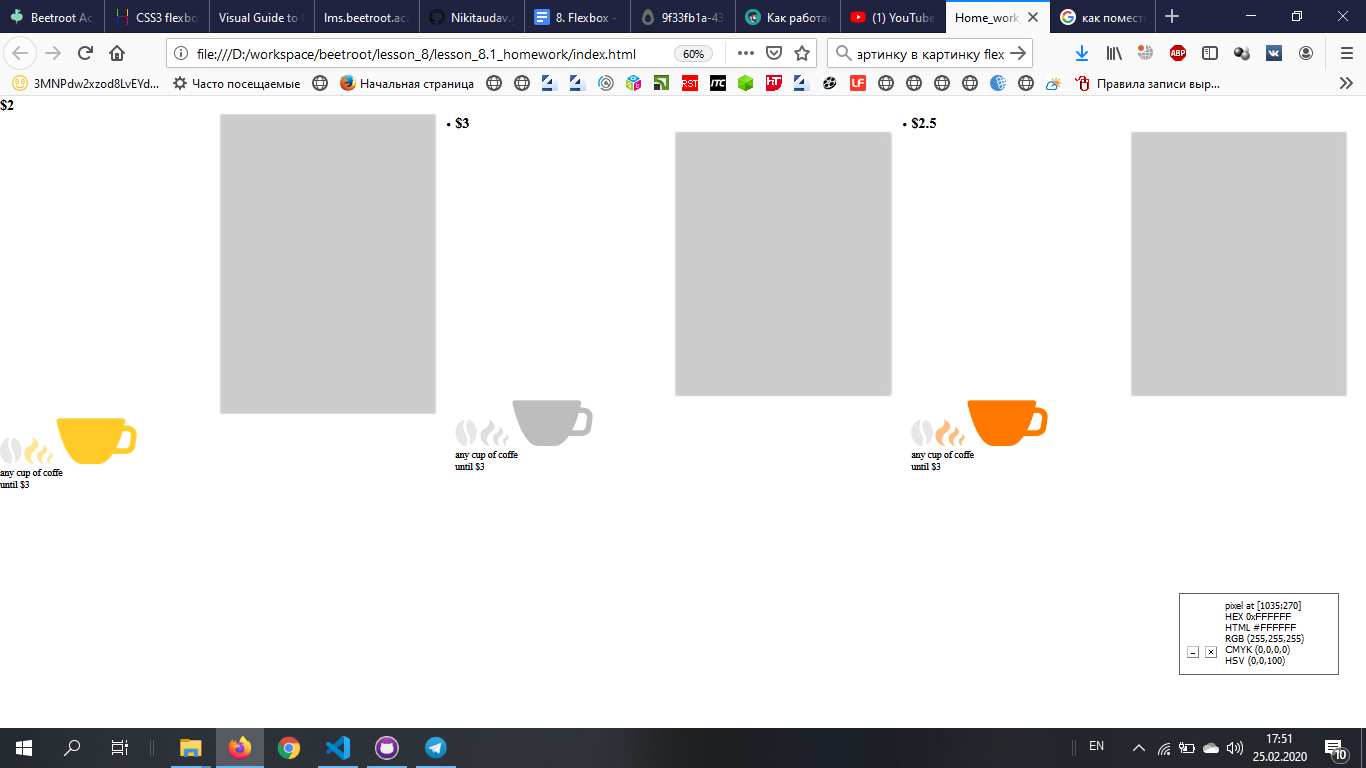 Beetroot Ac
CSS3 flexbo
Visual Guide to
lms.beetroot.aca
Nikitaudav.g
8. Flexbox -
9f33fb1a-43
Как работа
(1) YouTube
Home_work
как помест
file:///D:/workspace/beetroot/lesson_8/lesson_8.1_homework/index.html
60%
артинку в картинку flex
ABP
3MNPdw2xzod8LvEYd...
Часто посещаемые
Начальная страница
RST
ITC
LF
Правила записи выр...
$2
• $3
• $2.5
any cup of coffe
until $3
any cup of coffe
until $3
any cup of coffe
until $3
pixel at [1035:270]
HEX 0xFFFFFF
HTML #FFFFFF
RGB (255,255,255)
CMYK (0,0,0,0)
HSV (0,0,100)
EN
17:51
25.02.2020
10